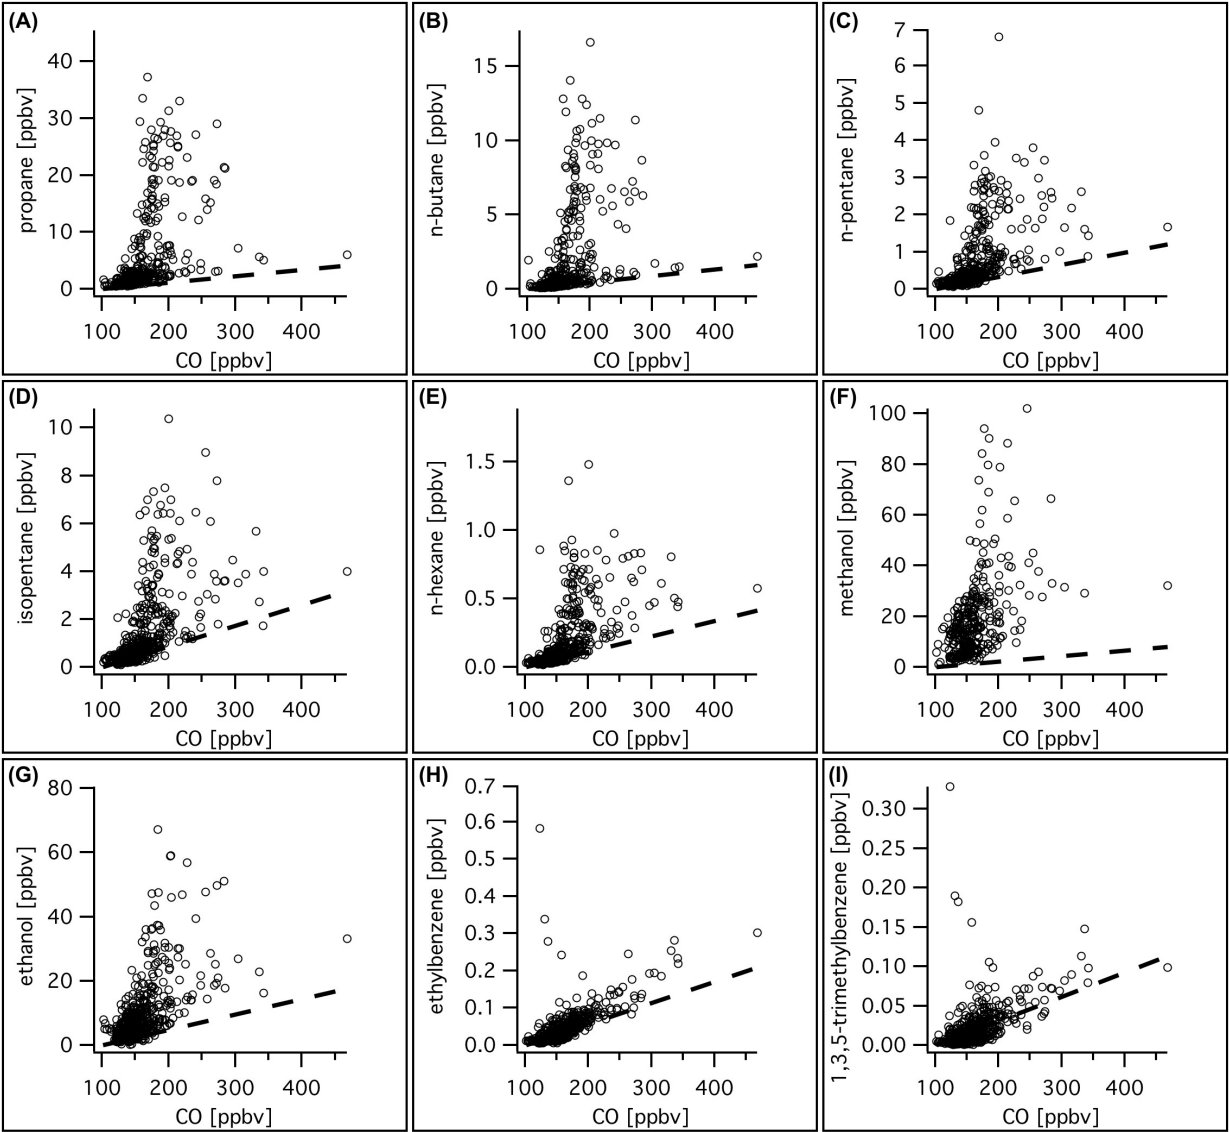 (A)
propane [ppbv]
40
30
20
10
0
100 200 300 400
CO [ppbv]
(B)
n-butane [ppbv]
15
10
5
0
100 200 300 400
CO [ppbv]
(C)
n-pentane [ppbv]
7
6
5
4
3
2
1
0
100 200 300 400
CO [ppbv]
(D)
isopentane [ppbv]
10
8
6
4
2
0
100 200 300 400
CO [ppbv]
(E)
n-hexane [ppbv]
1.5
1.0
0.5
0.0
100 200 300 400
CO [ppbv]
(F)
methanol [ppbv]
100
80
60
40
20
0
100 200 300 400
CO [ppbv]
(G)
ethanol [ppbv]
80
60
40
20
0
100 200 300 400
CO [ppbv]
(H)
ethylbenzene [ppbv]
0.7
0.6
0.5
0.4
0.3
0.2
0.1
0.0
100 200 300 400
CO [ppbv]
(I)
1,3,5-trimethylbenzene [ppbv]
0.30
0.25
0.20
0.15
0.10
0.05
0.00
100 200 300 400
CO [ppbv]